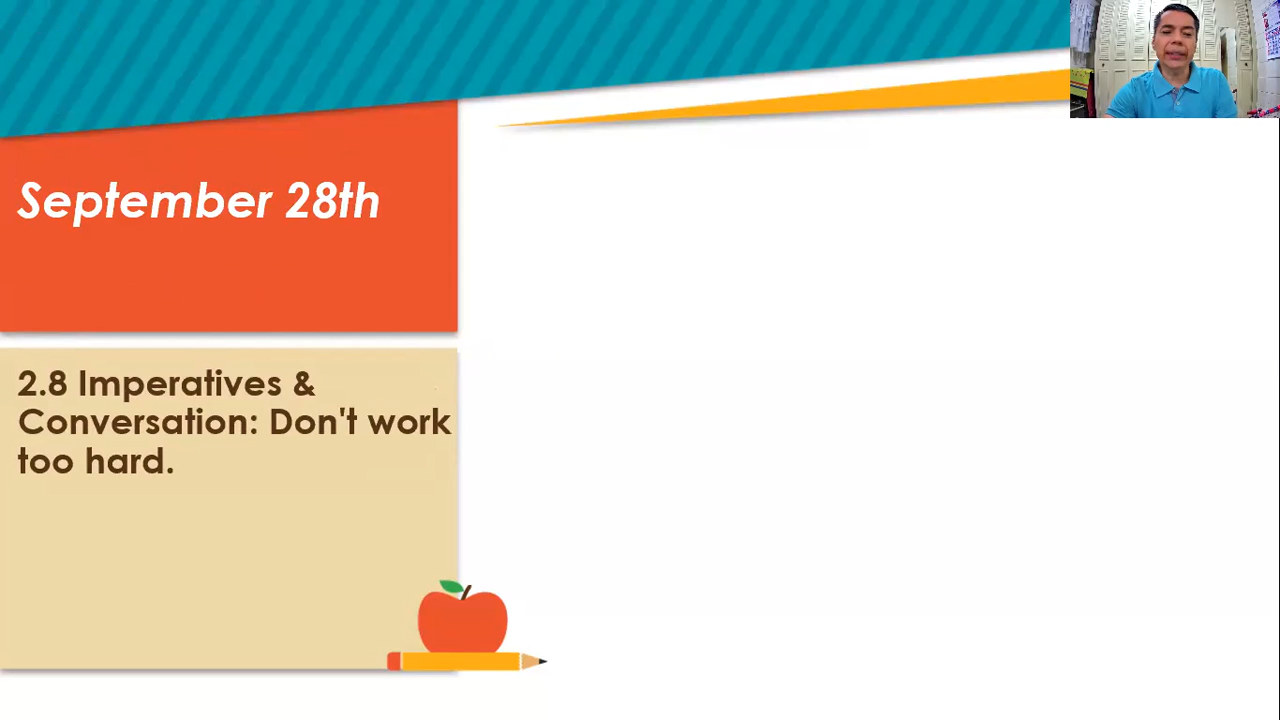 September 28th
2.8 Imperatives &
Conversation: Don't work
too hard.